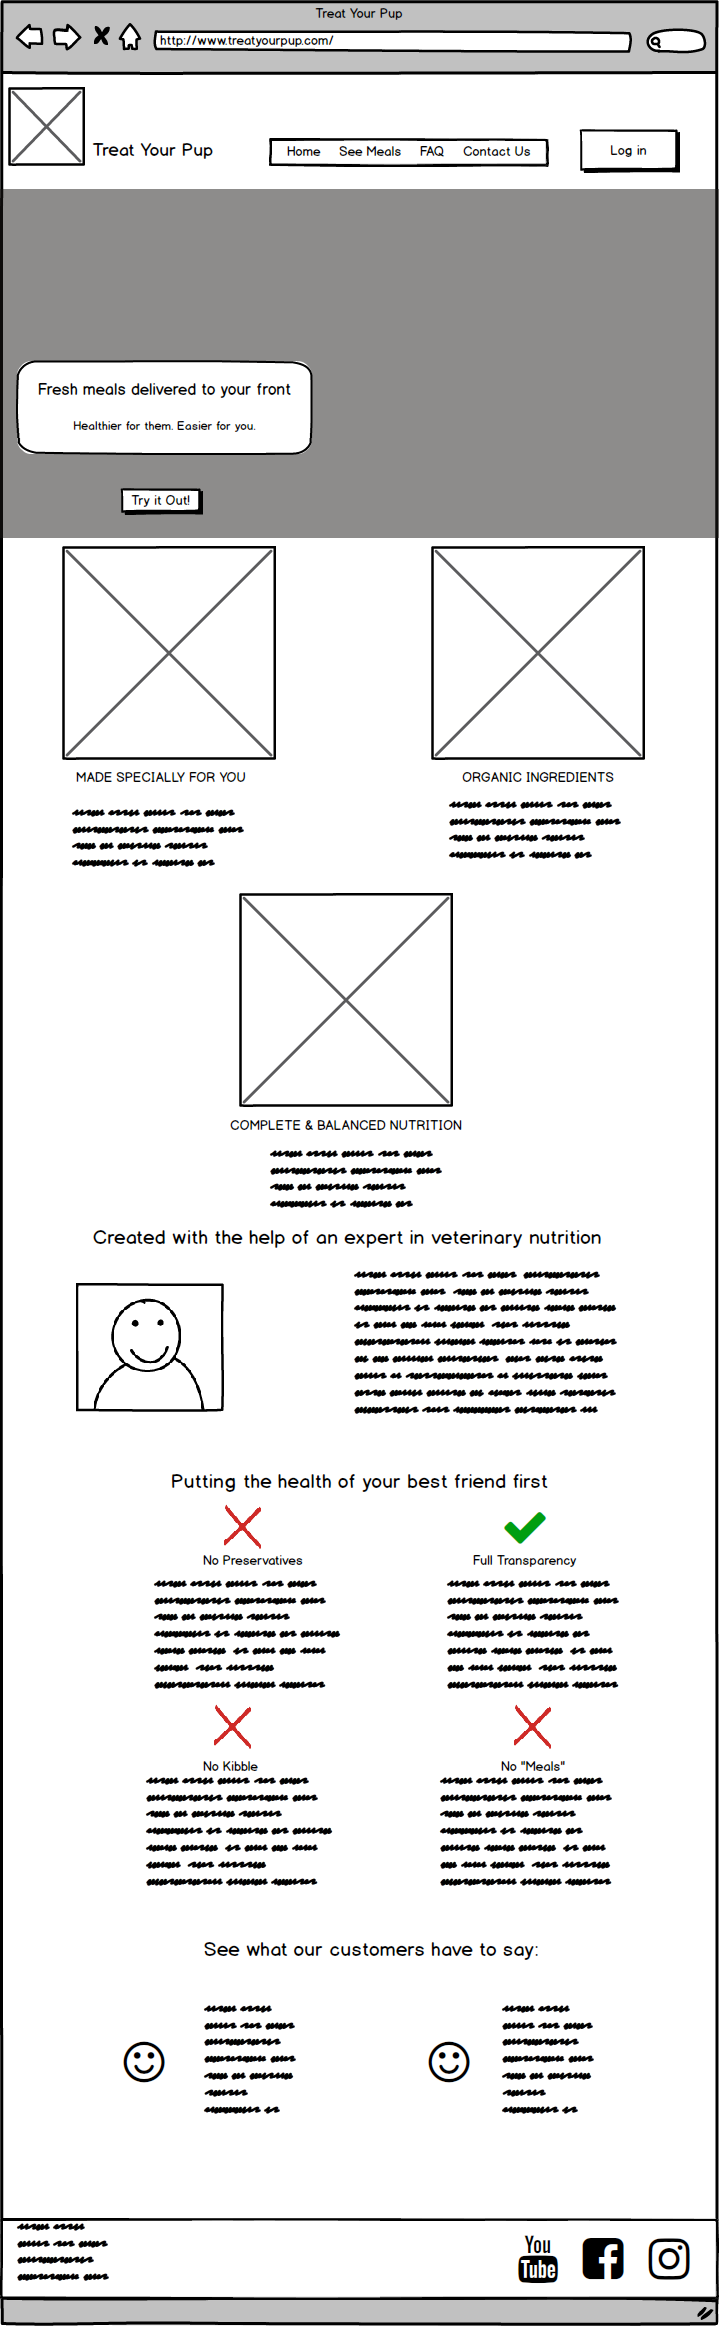 Treat Your Pup
http://www.treatyourpup.com/
Treat Your Pup
Home See Meals FAQ Contact Us
Log in
Fresh meals delivered to your front
Healthier for them. Easier for you.
Try it Out!
MADE SPECIALLY FOR YOU
ORGANIC INGREDIENTS
COMPLETE & BALANCED NUTRITION
Created with the help of an expert in veterinary nutrition
Putting the health of your best friend first
No Preservatives
Full Transparency
No Kibble
No "Meals"
See what our customers have to say:
You
Tube